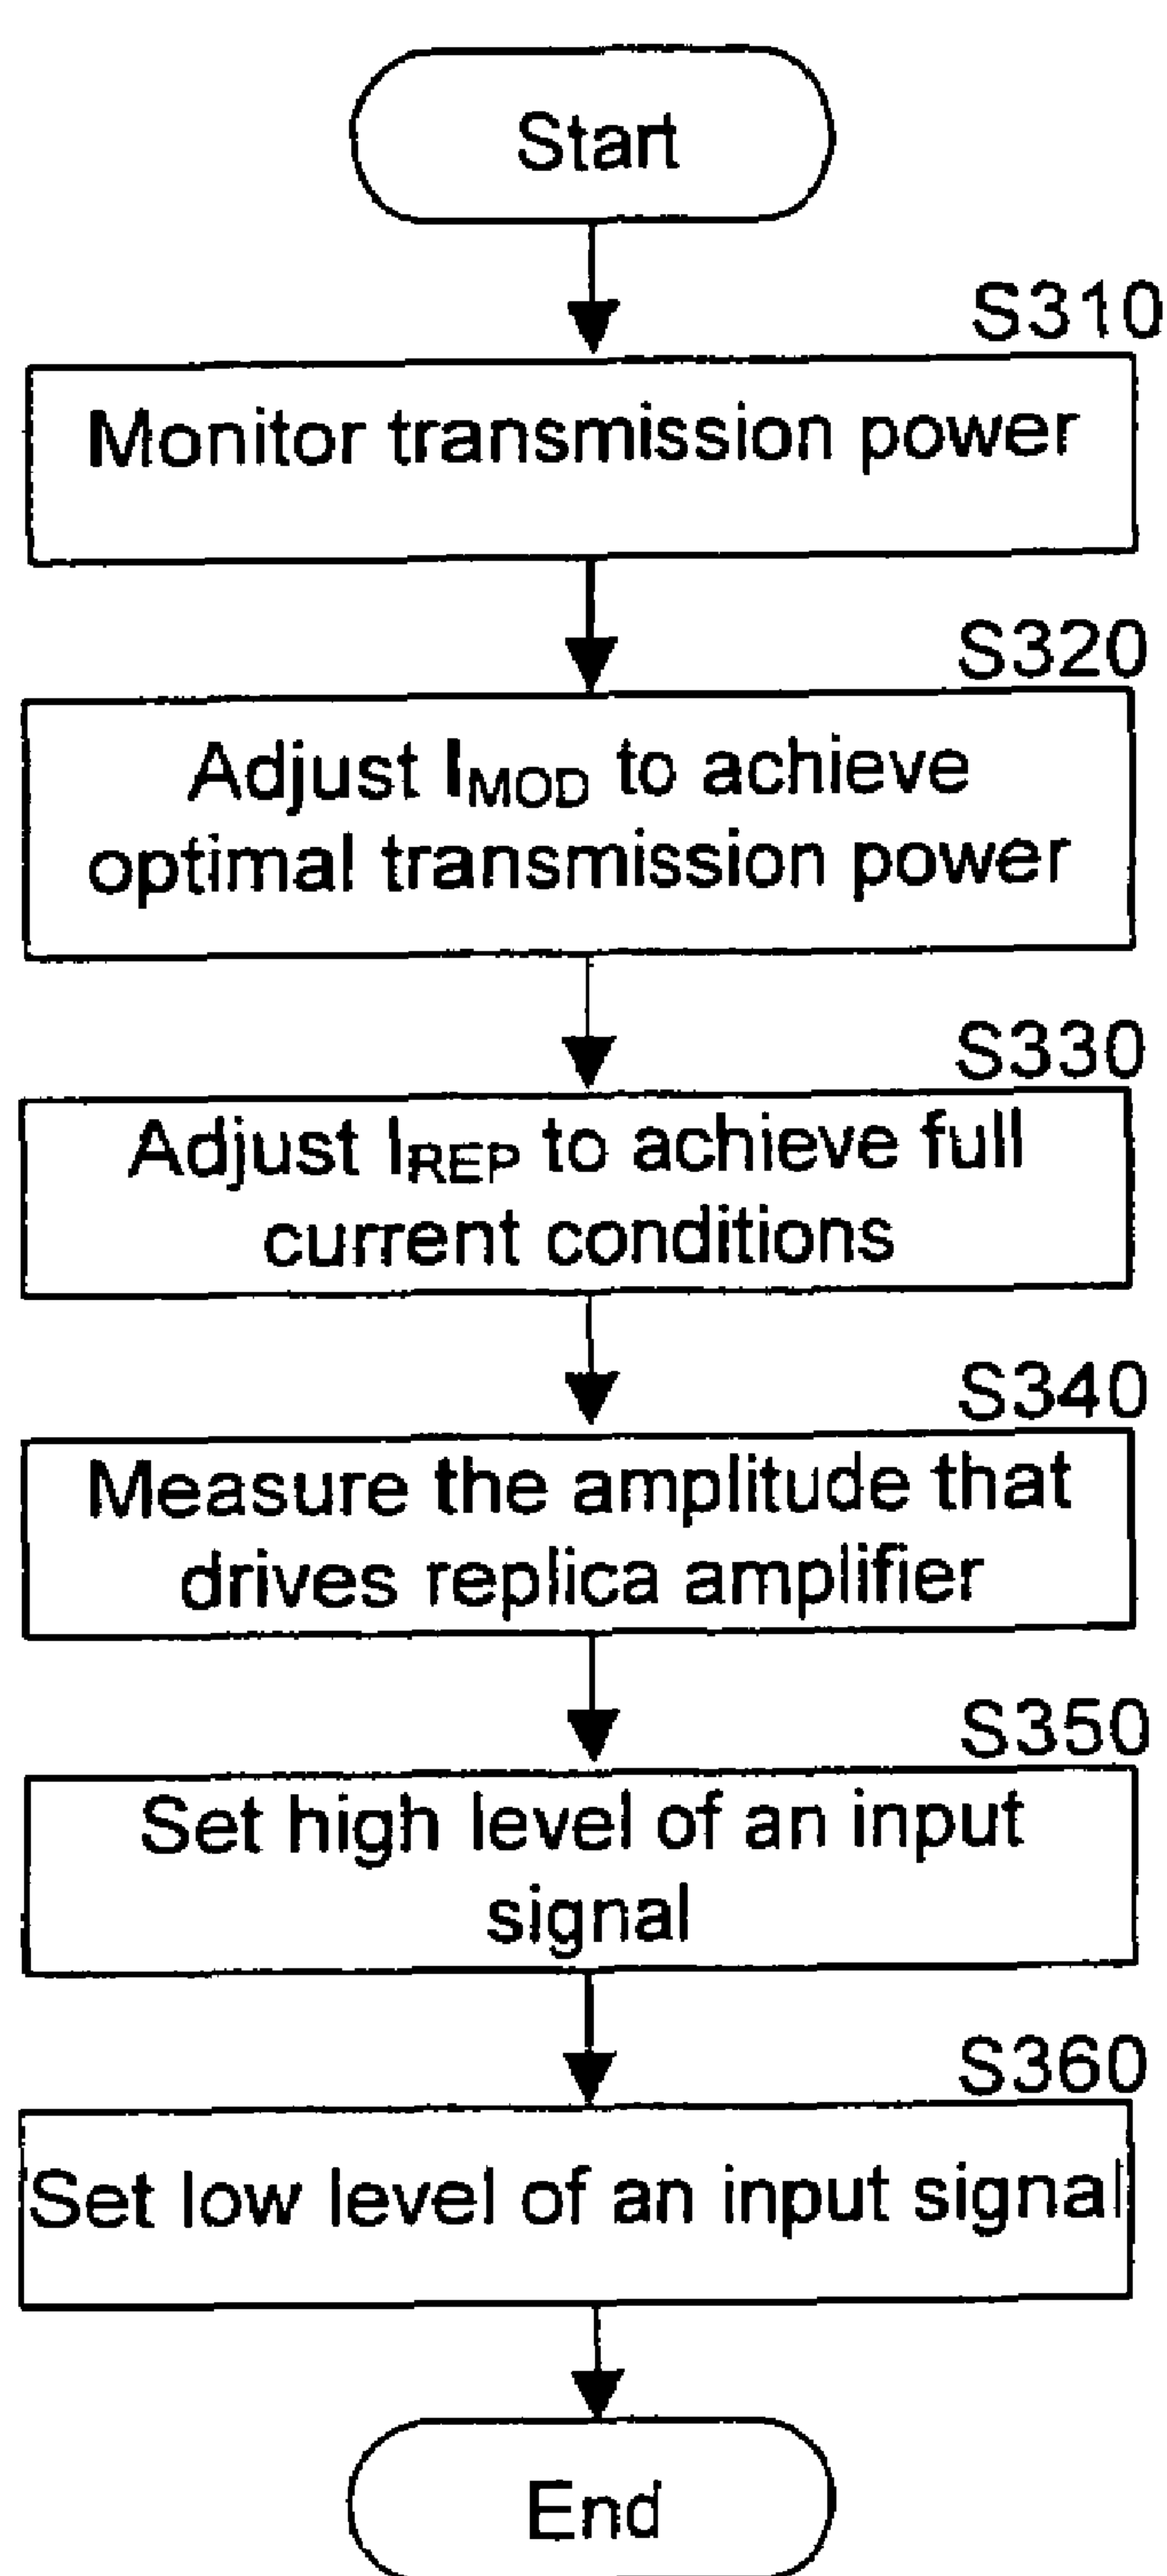 Start
S310
Monitor transmission power
S320
Adjust IMOD to achieve
optimal transmission power
S330
Adjust IREP to achieve full
current conditions
S340
Measure the amplitude that
drives replica amplifier
S350
Set high level of an input
signal
S360
Set low level of an input signal
End